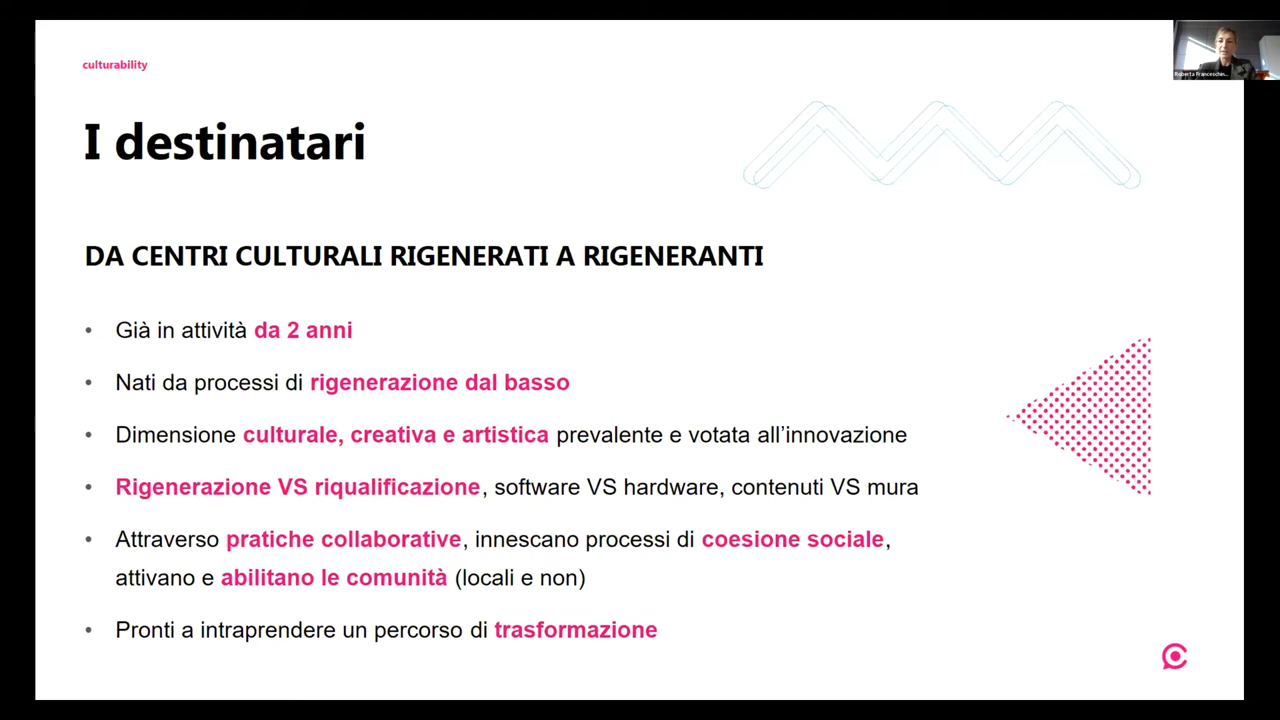 culturability
Roberta Franceschin...
I destinatari
DA CENTRI CULTURALI RIGENERATI A RIGENERANTI
• Già in attività da 2 anni
• Nati da processi di rigenerazione dal basso
• Dimensione culturale, creativa e artistica prevalente e votata all’innovazione
• Rigenerazione VS riqualificazione, software VS hardware, contenuti VS mura
• Attraverso pratiche collaborative, innescano processi di coesione sociale,
attivano e abilitano le comunità (locali e non)
• Pronti a intraprendere un percorso di trasformazione